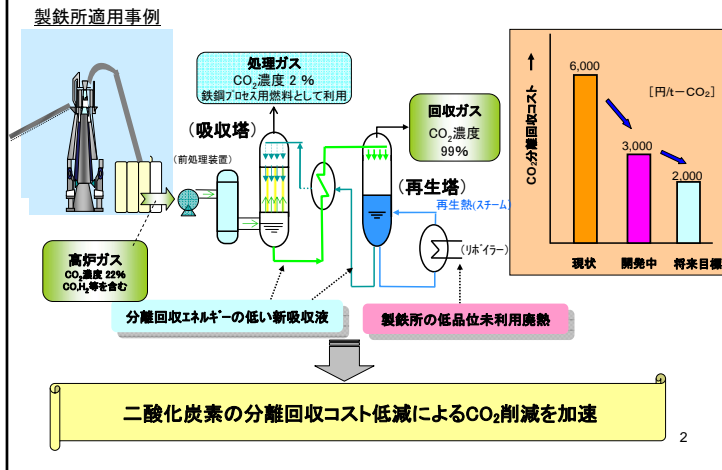 製鉄所適用事例
処理ガス
CO₂濃度 2 %
鉄鋼プロセス用燃料として利用
(吸収塔)
(前処理装置)
回収ガス
CO₂濃度
99%
(再生塔)
再生熱(スチーム)
(リボイラー)
高炉ガス
CO₂濃度 22%
CO,H₂等を含む
分離回収エネルギーの低い新吸収液
製鉄所の低品位未利用廃熱
CO₂分離回収コスト →
6,000
[円/t-CO₂]
3,000
2,000
現状 開発中 将来目標
二酸化炭素の分離回収コスト低減によるCO₂削減を加速
2